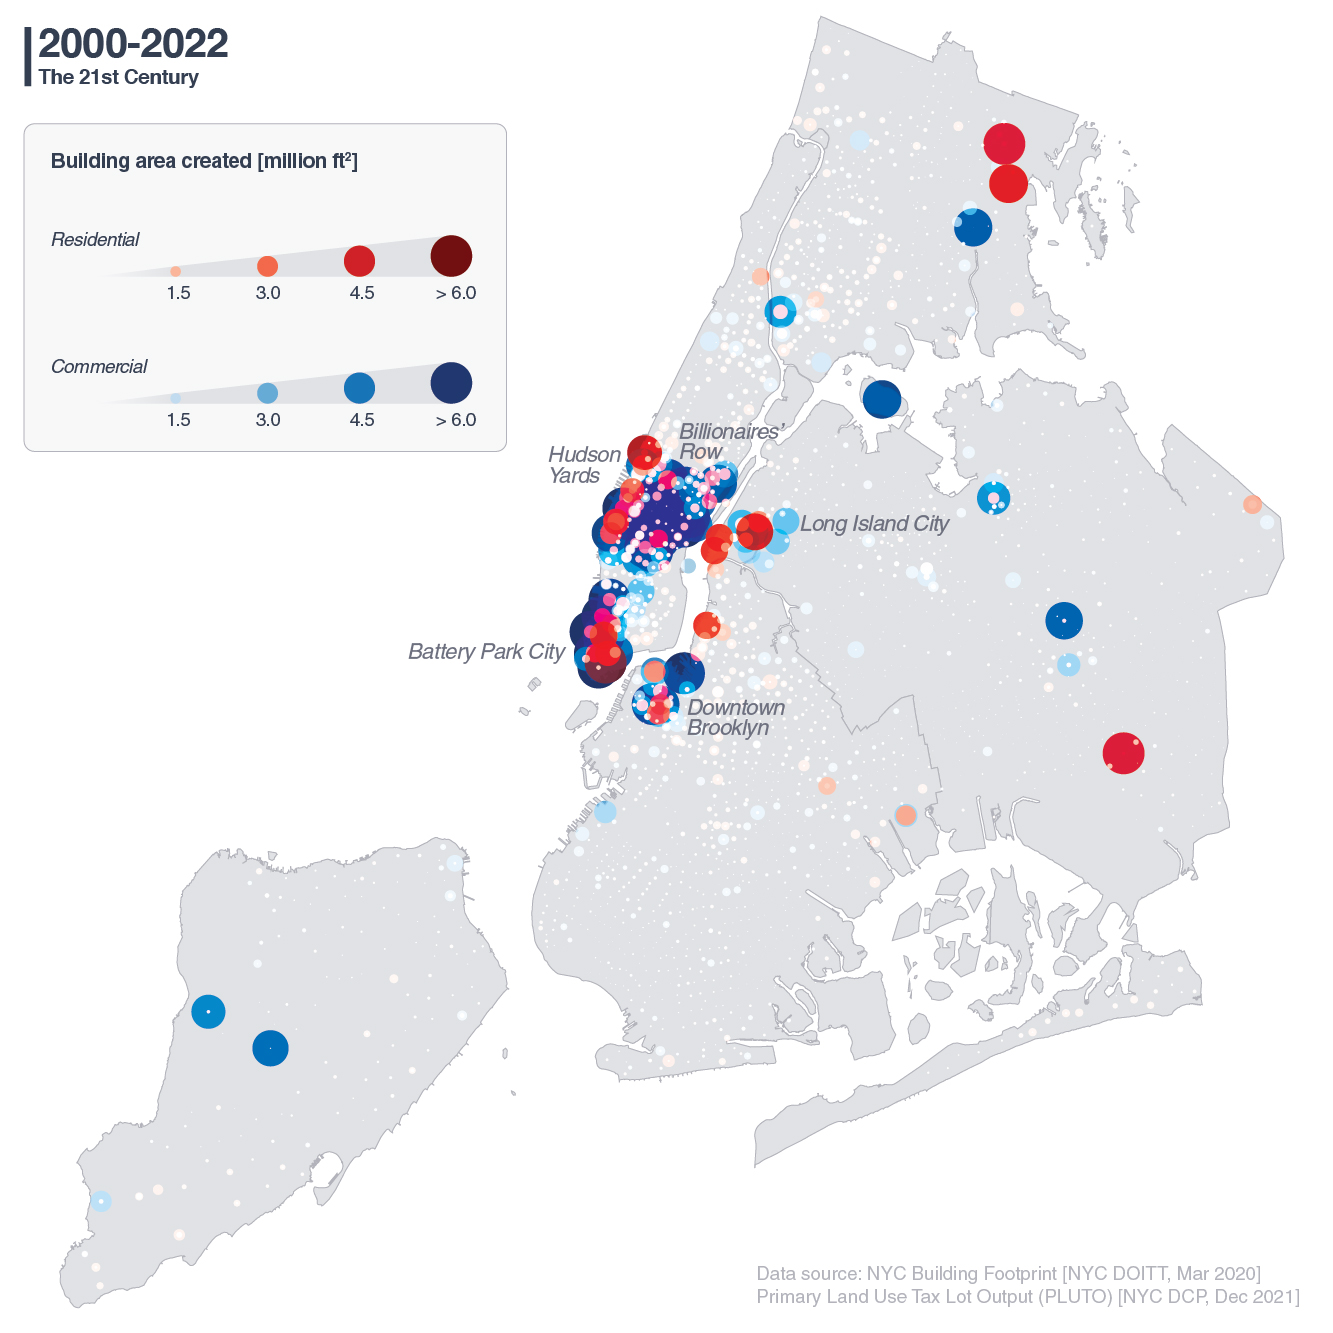 2000-2022
The 21st Century
Building area created [million ft²]
Residential
1.5 3.0 4.5 > 6.0
Commercial
1.5 3.0 4.5 > 6.0
Billionaires'
Row
Hudson
Yards
Long Island City
Battery Park City
Downtown
Brooklyn
Data source: NYC Building Footprint [NYC DOITT, Mar 2020]
Primary Land Use Tax Lot Output (PLUTO) [NYC DCP, Dec 2021]